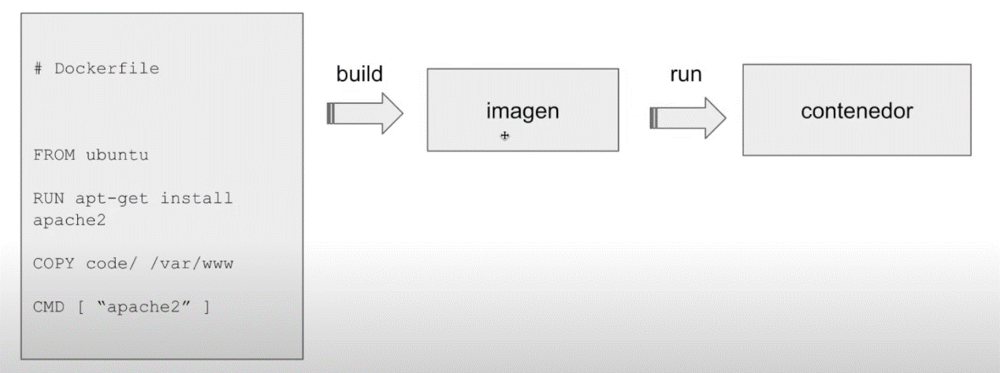 # Dockerfile
FROM ubuntu
RUN apt-get install
apache2
COPY code/ /var/www
CMD [ “apache2” ]
build
imagen
run
contenedor